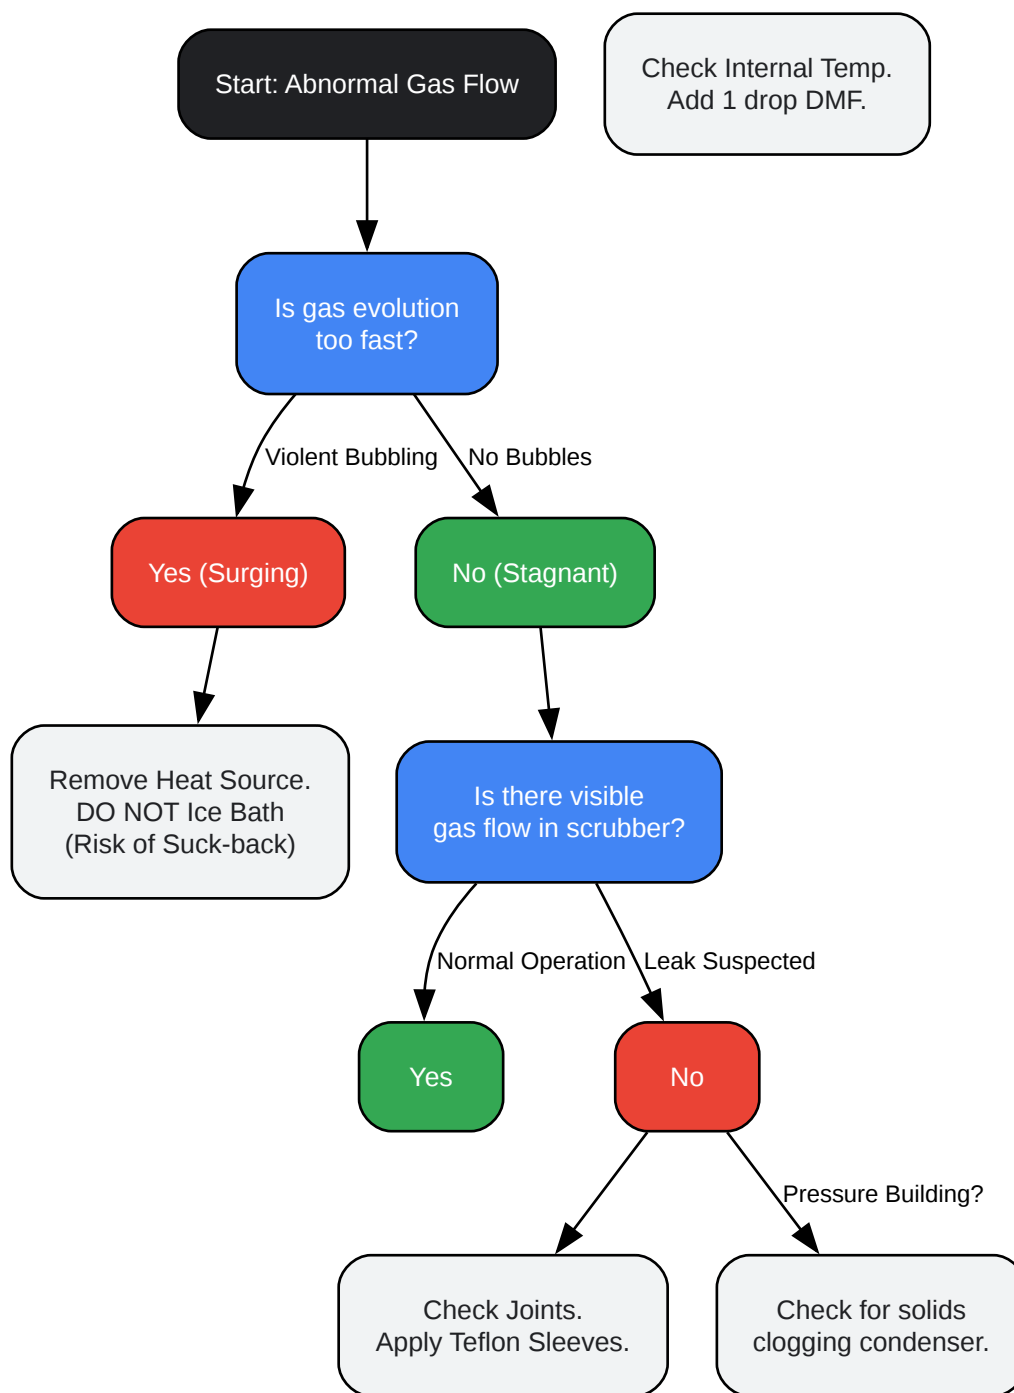 Start: Abnormal Gas Flow
Check Internal Temp.
Add 1 drop DMF.
Is gas evolution
too fast?
Violent Bubbling
No Bubbles
Yes (Surging)
No (Stagnant)
Remove Heat Source.
DO NOT Ice Bath
(Risk of Suck-back)
Is there visible
gas flow in scrubber?
Normal Operation
Leak Suspected
Yes
No
Pressure Building?
Check Joints.
Apply Teflon Sleeves.
Check for solids
clogging condenser.